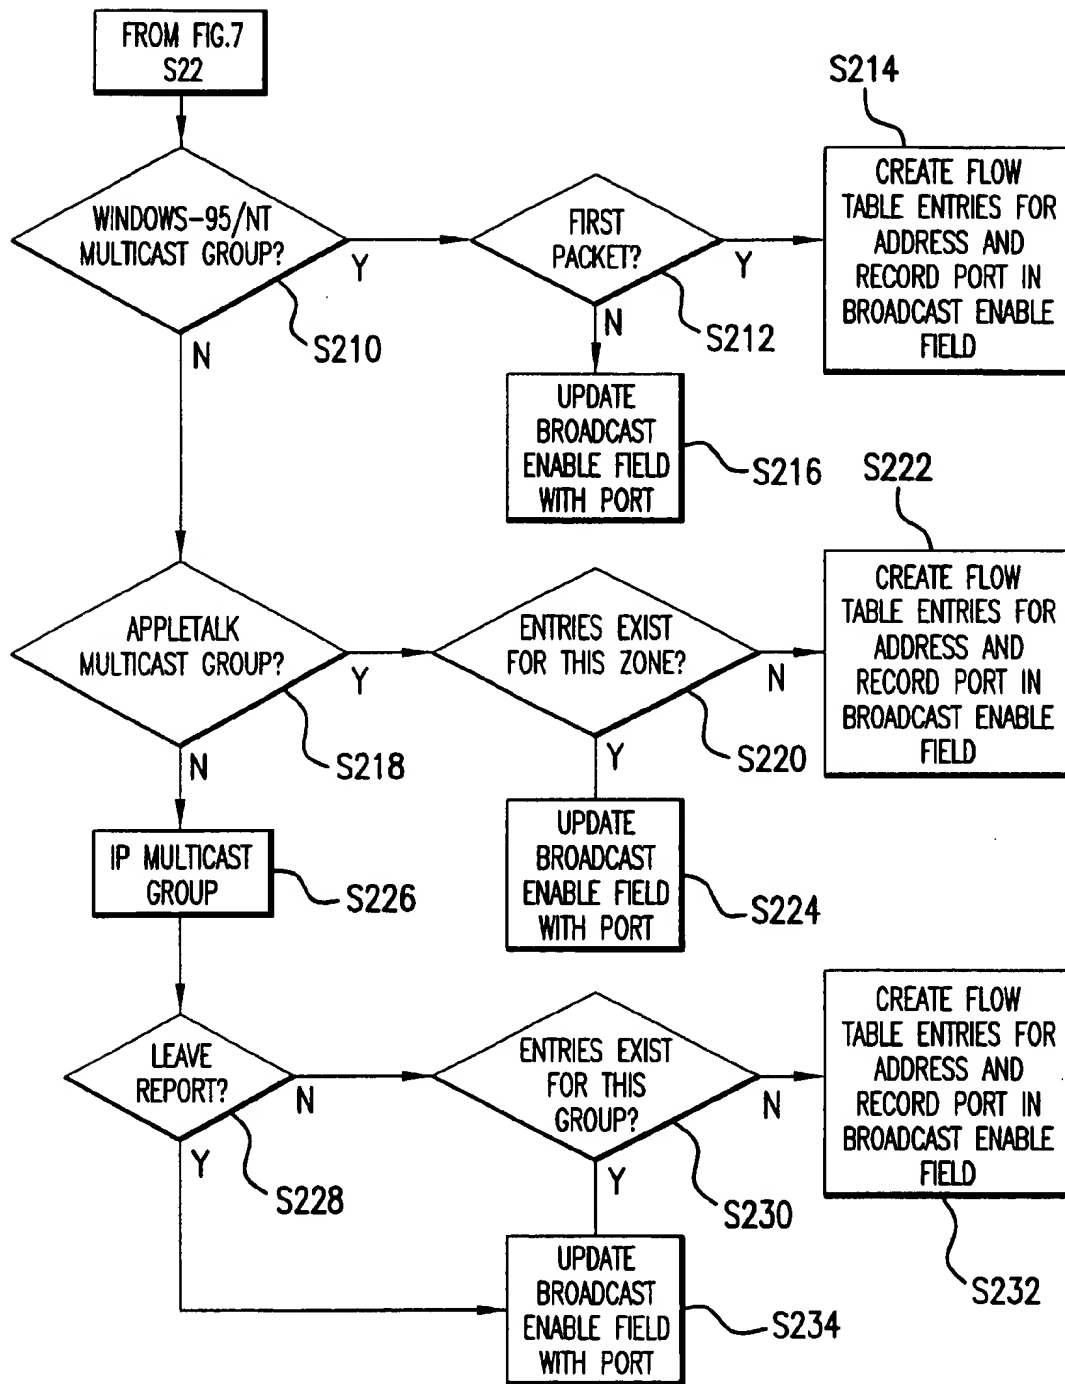 FROM FIG.7
S22
WINDOWS-95/NT
MULTICAST GROUP?
Y
N
S210
FIRST
PACKET?
Y
N
S212
S214
CREATE FLOW
TABLE ENTRIES FOR
ADDRESS AND
RECORD PORT IN
BROADCAST ENABLE
FIELD
UPDATE
BROADCAST
ENABLE FIELD
WITH PORT
S216
APPLETALK
MULTICAST GROUP?
Y
N
S218
ENTRIES EXIST
FOR THIS ZONE?
N
Y
S220
S222
CREATE FLOW
TABLE ENTRIES FOR
ADDRESS AND
RECORD PORT IN
BROADCAST ENABLE
FIELD
UPDATE
BROADCAST
ENABLE FIELD
WITH PORT
S224
IP MULTICAST
GROUP
S226
LEAVE
REPORT?
N
Y
S228
ENTRIES EXIST
FOR THIS
GROUP?
N
Y
S230
CREATE FLOW
TABLE ENTRIES FOR
ADDRESS AND
RECORD PORT IN
BROADCAST ENABLE
FIELD
S232
UPDATE
BROADCAST
ENABLE FIELD
WITH PORT
S234